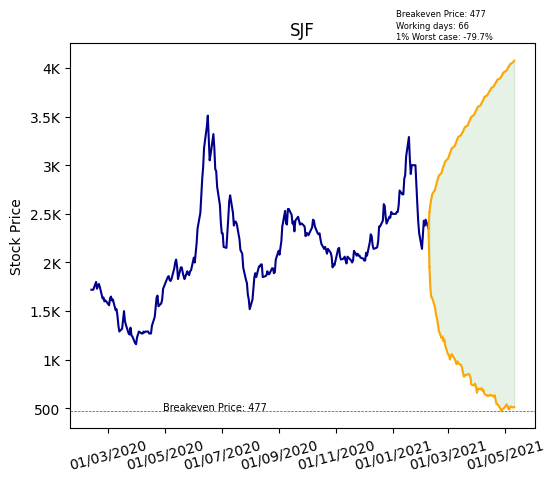 Breakeven Price: 477
Working days: 66
1% Worst case: -79.7%
SJF
Stock Price
4K
3.5K
3K
2.5K
2K
1.5K
1K
500
Breakeven Price: 477
01/03/2020
01/05/2020
01/07/2020
01/09/2020
01/11/2020
01/01/2021
01/03/2021
01/05/2021